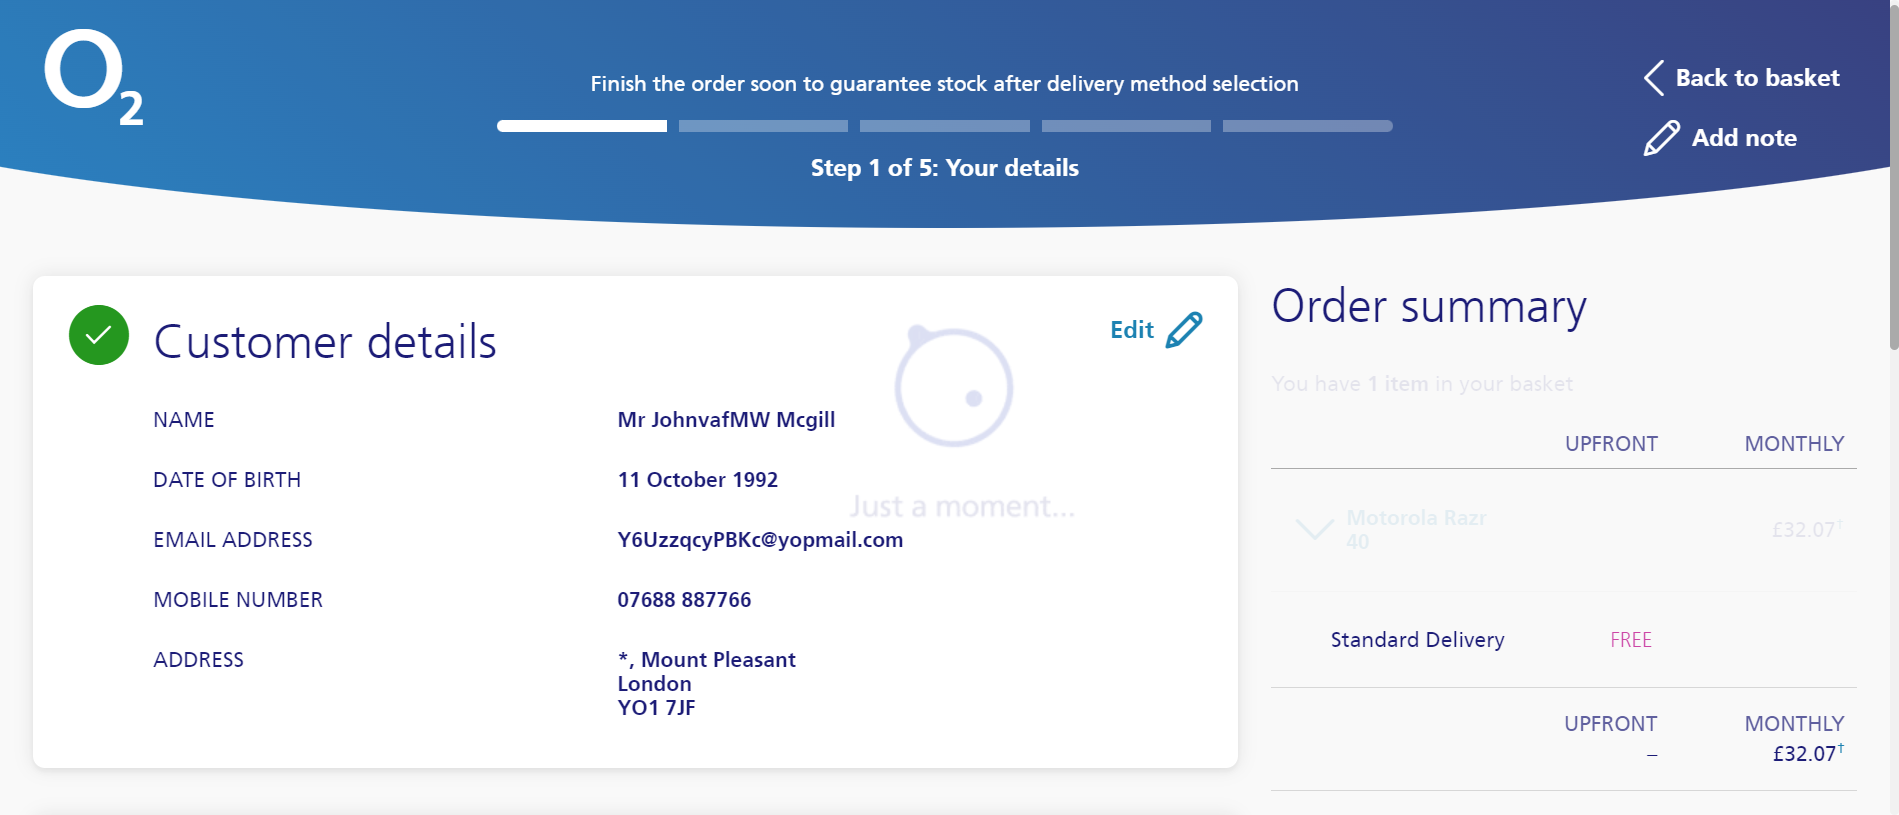 O2
Finish the order soon to guarantee stock after delivery method selection
Step 1 of 5: Your details
Back to basket
Add note
Customer details
Edit
NAME
Mr JohnvafMW Mcgill
DATE OF BIRTH
11 October 1992
EMAIL ADDRESS
Y6UzzqcyPBKc@yopmail.com
MOBILE NUMBER
07688 887766
ADDRESS
*, Mount Pleasant
London
YO1 7JF
Just a moment...
Order summary
You have 1 item in your basket
UPFRONT MONTHLY
Motorola Razr
40
£32.07†
Standard Delivery FREE
UPFRONT MONTHLY
– £32.07†